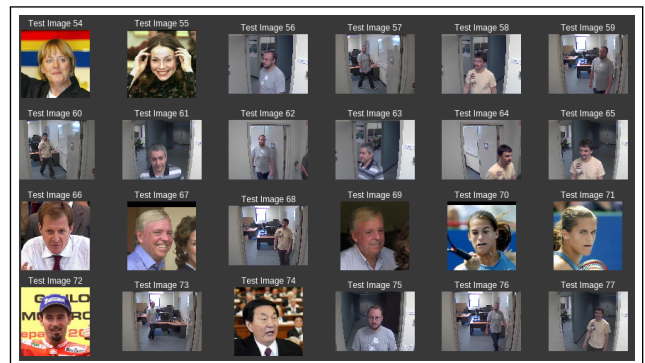 Test Image 54
Test Image 55
Test Image 56
Test Image 57
Test Image 58
Test Image 59
Test Image 60
Test Image 61
Test Image 62
Test Image 63
Test Image 64
Test Image 65
Test Image 66
Test Image 67
Test Image 68
Test Image 69
Test Image 70
Test Image 71
Test Image 72
Test Image 73
Test Image 74
Test Image 75
Test Image 76
Test Image 77